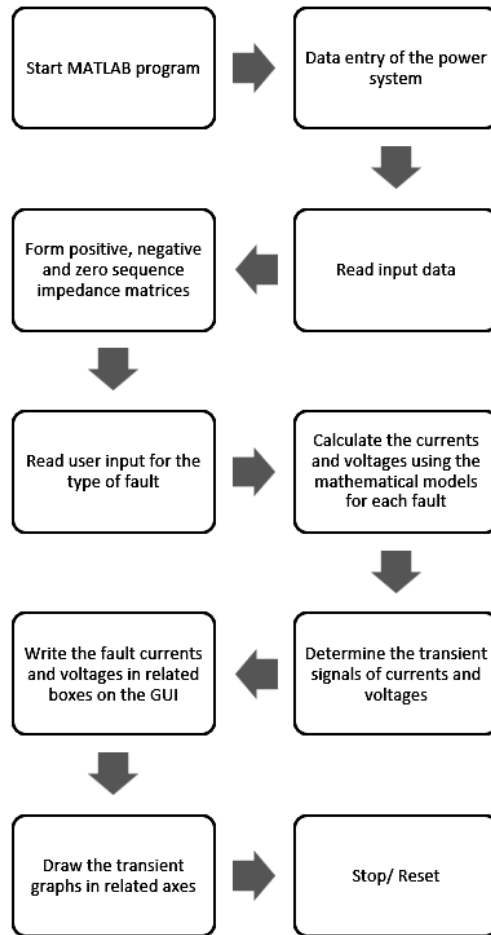 Start MATLAB program
Data entry of the power
system
Read input data
Form positive, negative
and zero sequence
impedance matrices
Read user input for the
type of fault
Calculate the currents
and voltages using the
mathematical models
for each fault
Determine the transient
signals of currents and
voltages
Write the fault currents
and voltages in related
boxes on the GUI
Draw the transient
graphs in related axes
Stop/ Reset